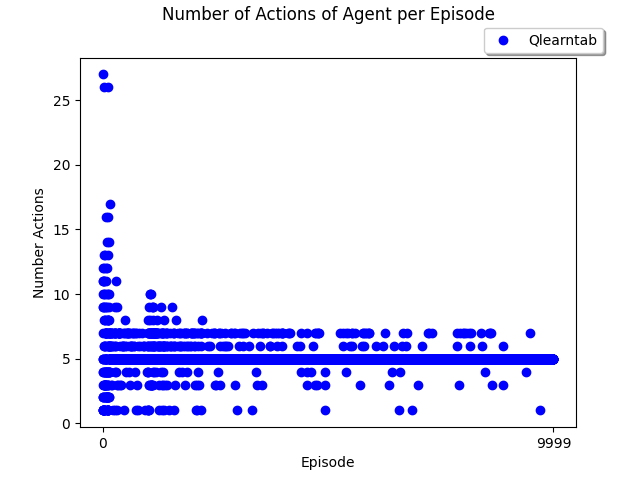 Number of Actions of Agent per Episode
Qlearntab
25
20
15
10
5
0
Number Actions
0 9999
Episode